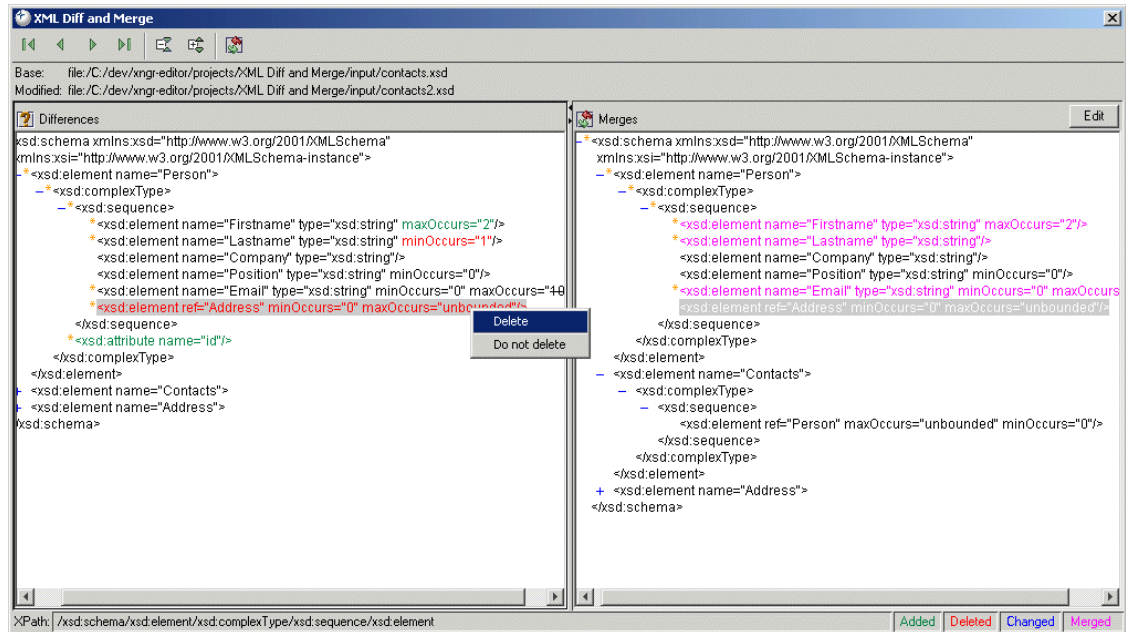 XML Diff and Merge
Base: file:/C:/dev/xngr-editor/projects/XML Diff and Merge/input/contacts.xsd
Modified: file:/C:/dev/xngr-editor/projects/XML Diff and Merge/input/contacts2.xsd
Differences
xsd:schema xmlns:xsd="http://www.w3.org/2001/XMLSchema"
xmlns:xsi="http://www.w3.org/2001/XMLSchema-instance">
–*<xsd:element name="Person">
–*<xsd:complexType>
–*<xsd:sequence>
*<xsd:element name="Firstname" type="xsd:string" maxOccurs="2"/>
*<xsd:element name="Lastname" type="xsd:string" minOccurs="1"/>
<xsd:element name="Company" type="xsd:string"/>
<xsd:element name="Position" type="xsd:string" minOccurs="0"/>
*<xsd:element name="Email" type="xsd:string" minOccurs="0" maxOccurs="10
*<xsd:element ref="Address" minOccurs="0" maxOccurs="unbounded"/>
</xsd:sequence>
*<xsd:attribute name="id"/>
</xsd:complexType>
</xsd:element>
+ <xsd:element name="Contacts">
+ <xsd:element name="Address">
/xsd:schema>
Delete
Do not delete
Merges
Edit
–*<xsd:schema xmlns:xsd="http://www.w3.org/2001/XMLSchema"
xmlns:xsi="http://www.w3.org/2001/XMLSchema-instance">
–*<xsd:element name="Person">
–*<xsd:complexType>
–*<xsd:sequence>
*<xsd:element name="Firstname" type="xsd:string" maxOccurs="2"/>
*<xsd:element name="Lastname" type="xsd:string"/>
<xsd:element name="Company" type="xsd:string"/>
<xsd:element name="Position" type="xsd:string" minOccurs="0"/>
*<xsd:element name="Email" type="xsd:string" minOccurs="0" maxOccurs
<xsd:element ref="Address" minOccurs="0" maxOccurs="unbounded"/>
</xsd:sequence>
</xsd:complexType>
</xsd:element>
– <xsd:element name="Contacts">
– <xsd:complexType>
– <xsd:sequence>
<xsd:element ref="Person" maxOccurs="unbounded" minOccurs="0"/>
</xsd:sequence>
</xsd:complexType>
</xsd:element>
+ <xsd:element name="Address">
</xsd:schema>
XPath: /xsd:schema/xsd:element/xsd:complexType/xsd:sequence/xsd:element
Added Deleted Changed Merged